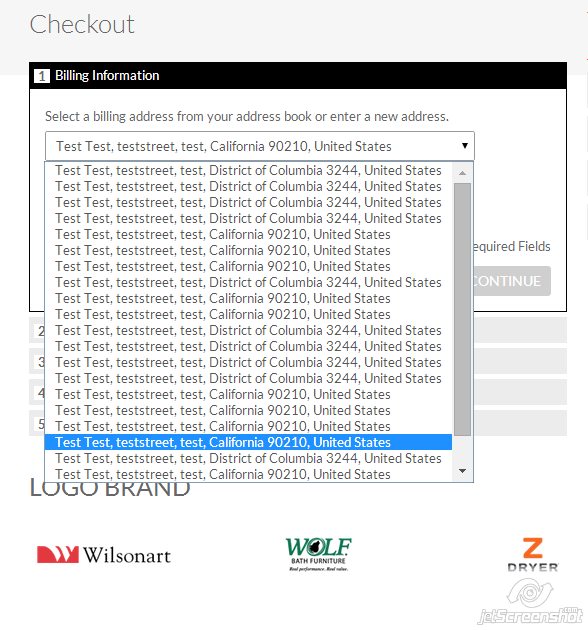 Checkout
1 Billing Information
Select a billing address from your address book or enter a new address.
Test Test, teststreet, test, California 90210, United States
Test Test, teststreet, test, District of Columbia 3244, United States
Test Test, teststreet, test, District of Columbia 3244, United States
Test Test, teststreet, test, District of Columbia 3244, United States
Test Test, teststreet, test, District of Columbia 3244, United States
Test Test, teststreet, test, California 90210, United States
Test Test, teststreet, test, California 90210, United States
equired Fields
Test Test, teststreet, test, California 90210, United States
Test Test, teststreet, test, District of Columbia 3244, United States
CONTINUE
Test Test, teststreet, test, California 90210, United States
Test Test, teststreet, test, California 90210, United States
2
Test Test, teststreet, test, District of Columbia 3244, United States
Test Test, teststreet, test, District of Columbia 3244, United States
3
Test Test, teststreet, test, District of Columbia 3244, United States
Test Test, teststreet, test, District of Columbia 3244, United States
4
Test Test, teststreet, test, California 90210, United States
Test Test, teststreet, test, California 90210, United States
5
Test Test, teststreet, test, California 90210, United States
Test Test, teststreet, test, California 90210, United States
Test Test, teststreet, test, District of Columbia 3244, United States
Test Test, teststreet, test, California 90210, United States
LOGO BRAND
Wilsonart
WOLF
BATH FURNITURE
Real performance. Real value.
Z
DRYER
jetScreenshot.com